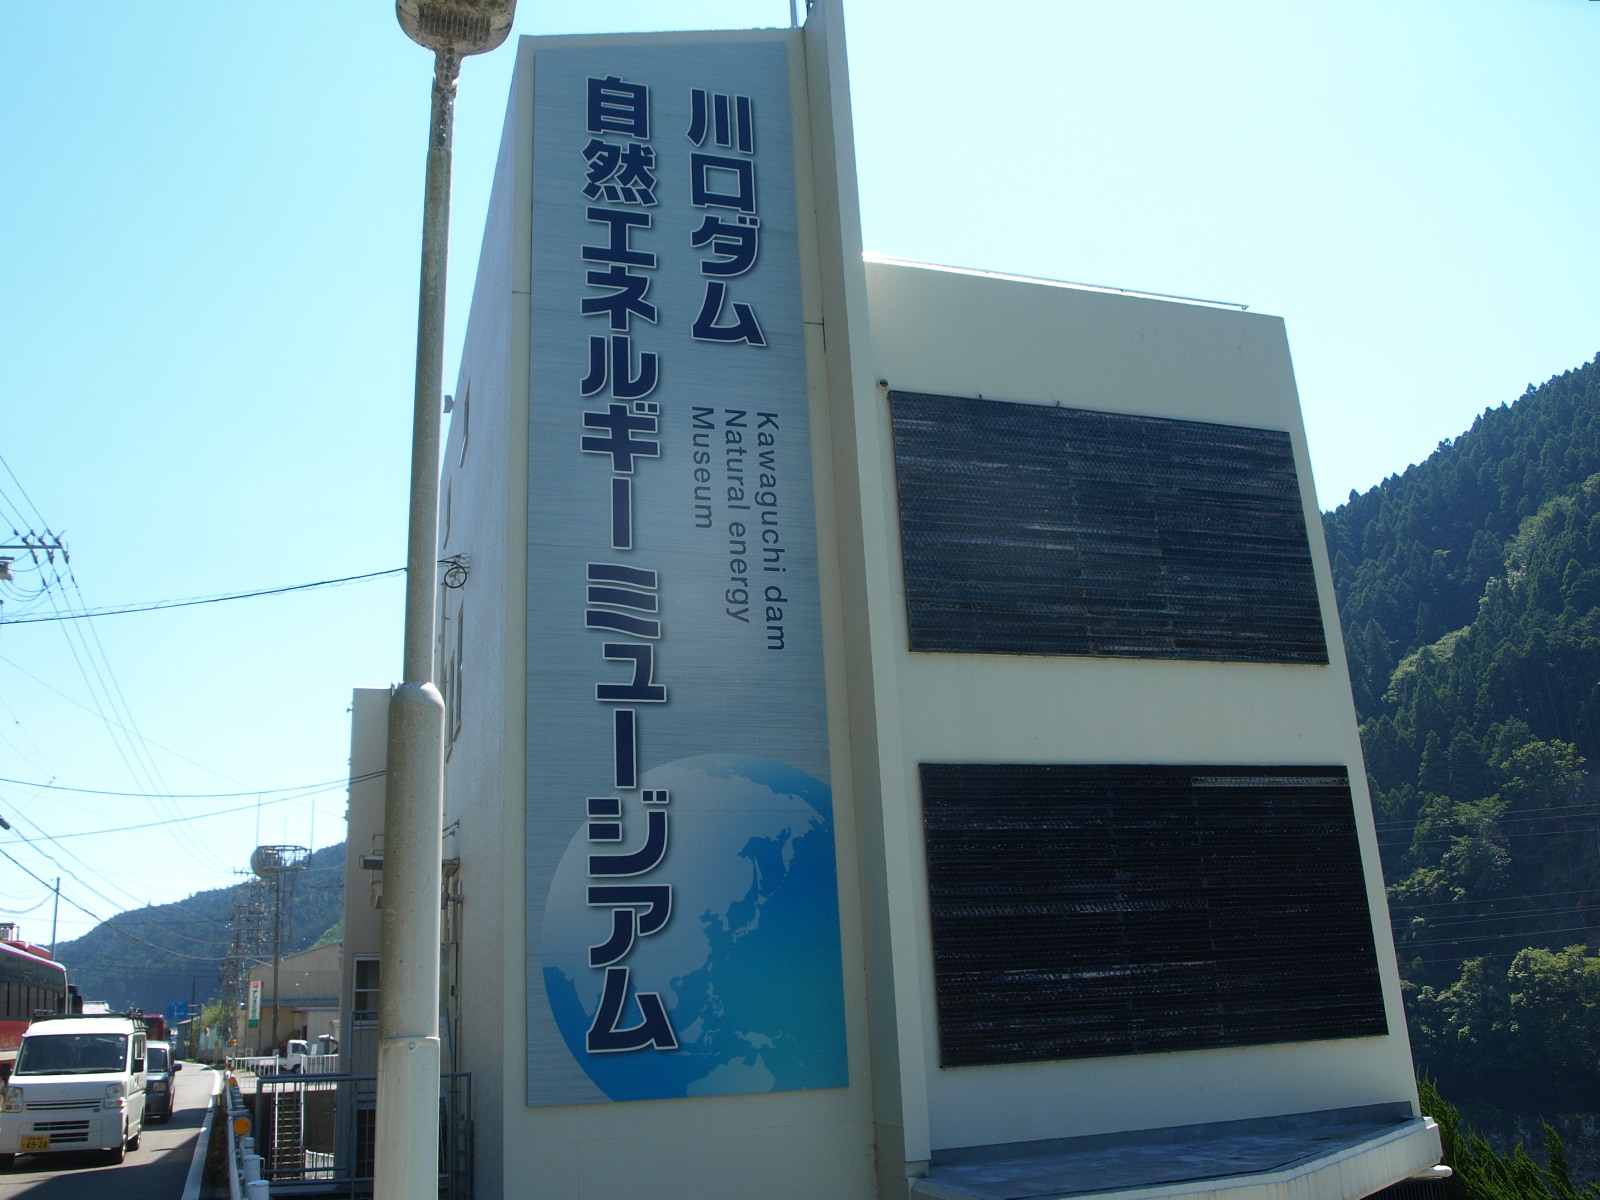 川口ダム
自然エネルギー ミュージアム
Kawaguchi dam
Natural energy
Museum